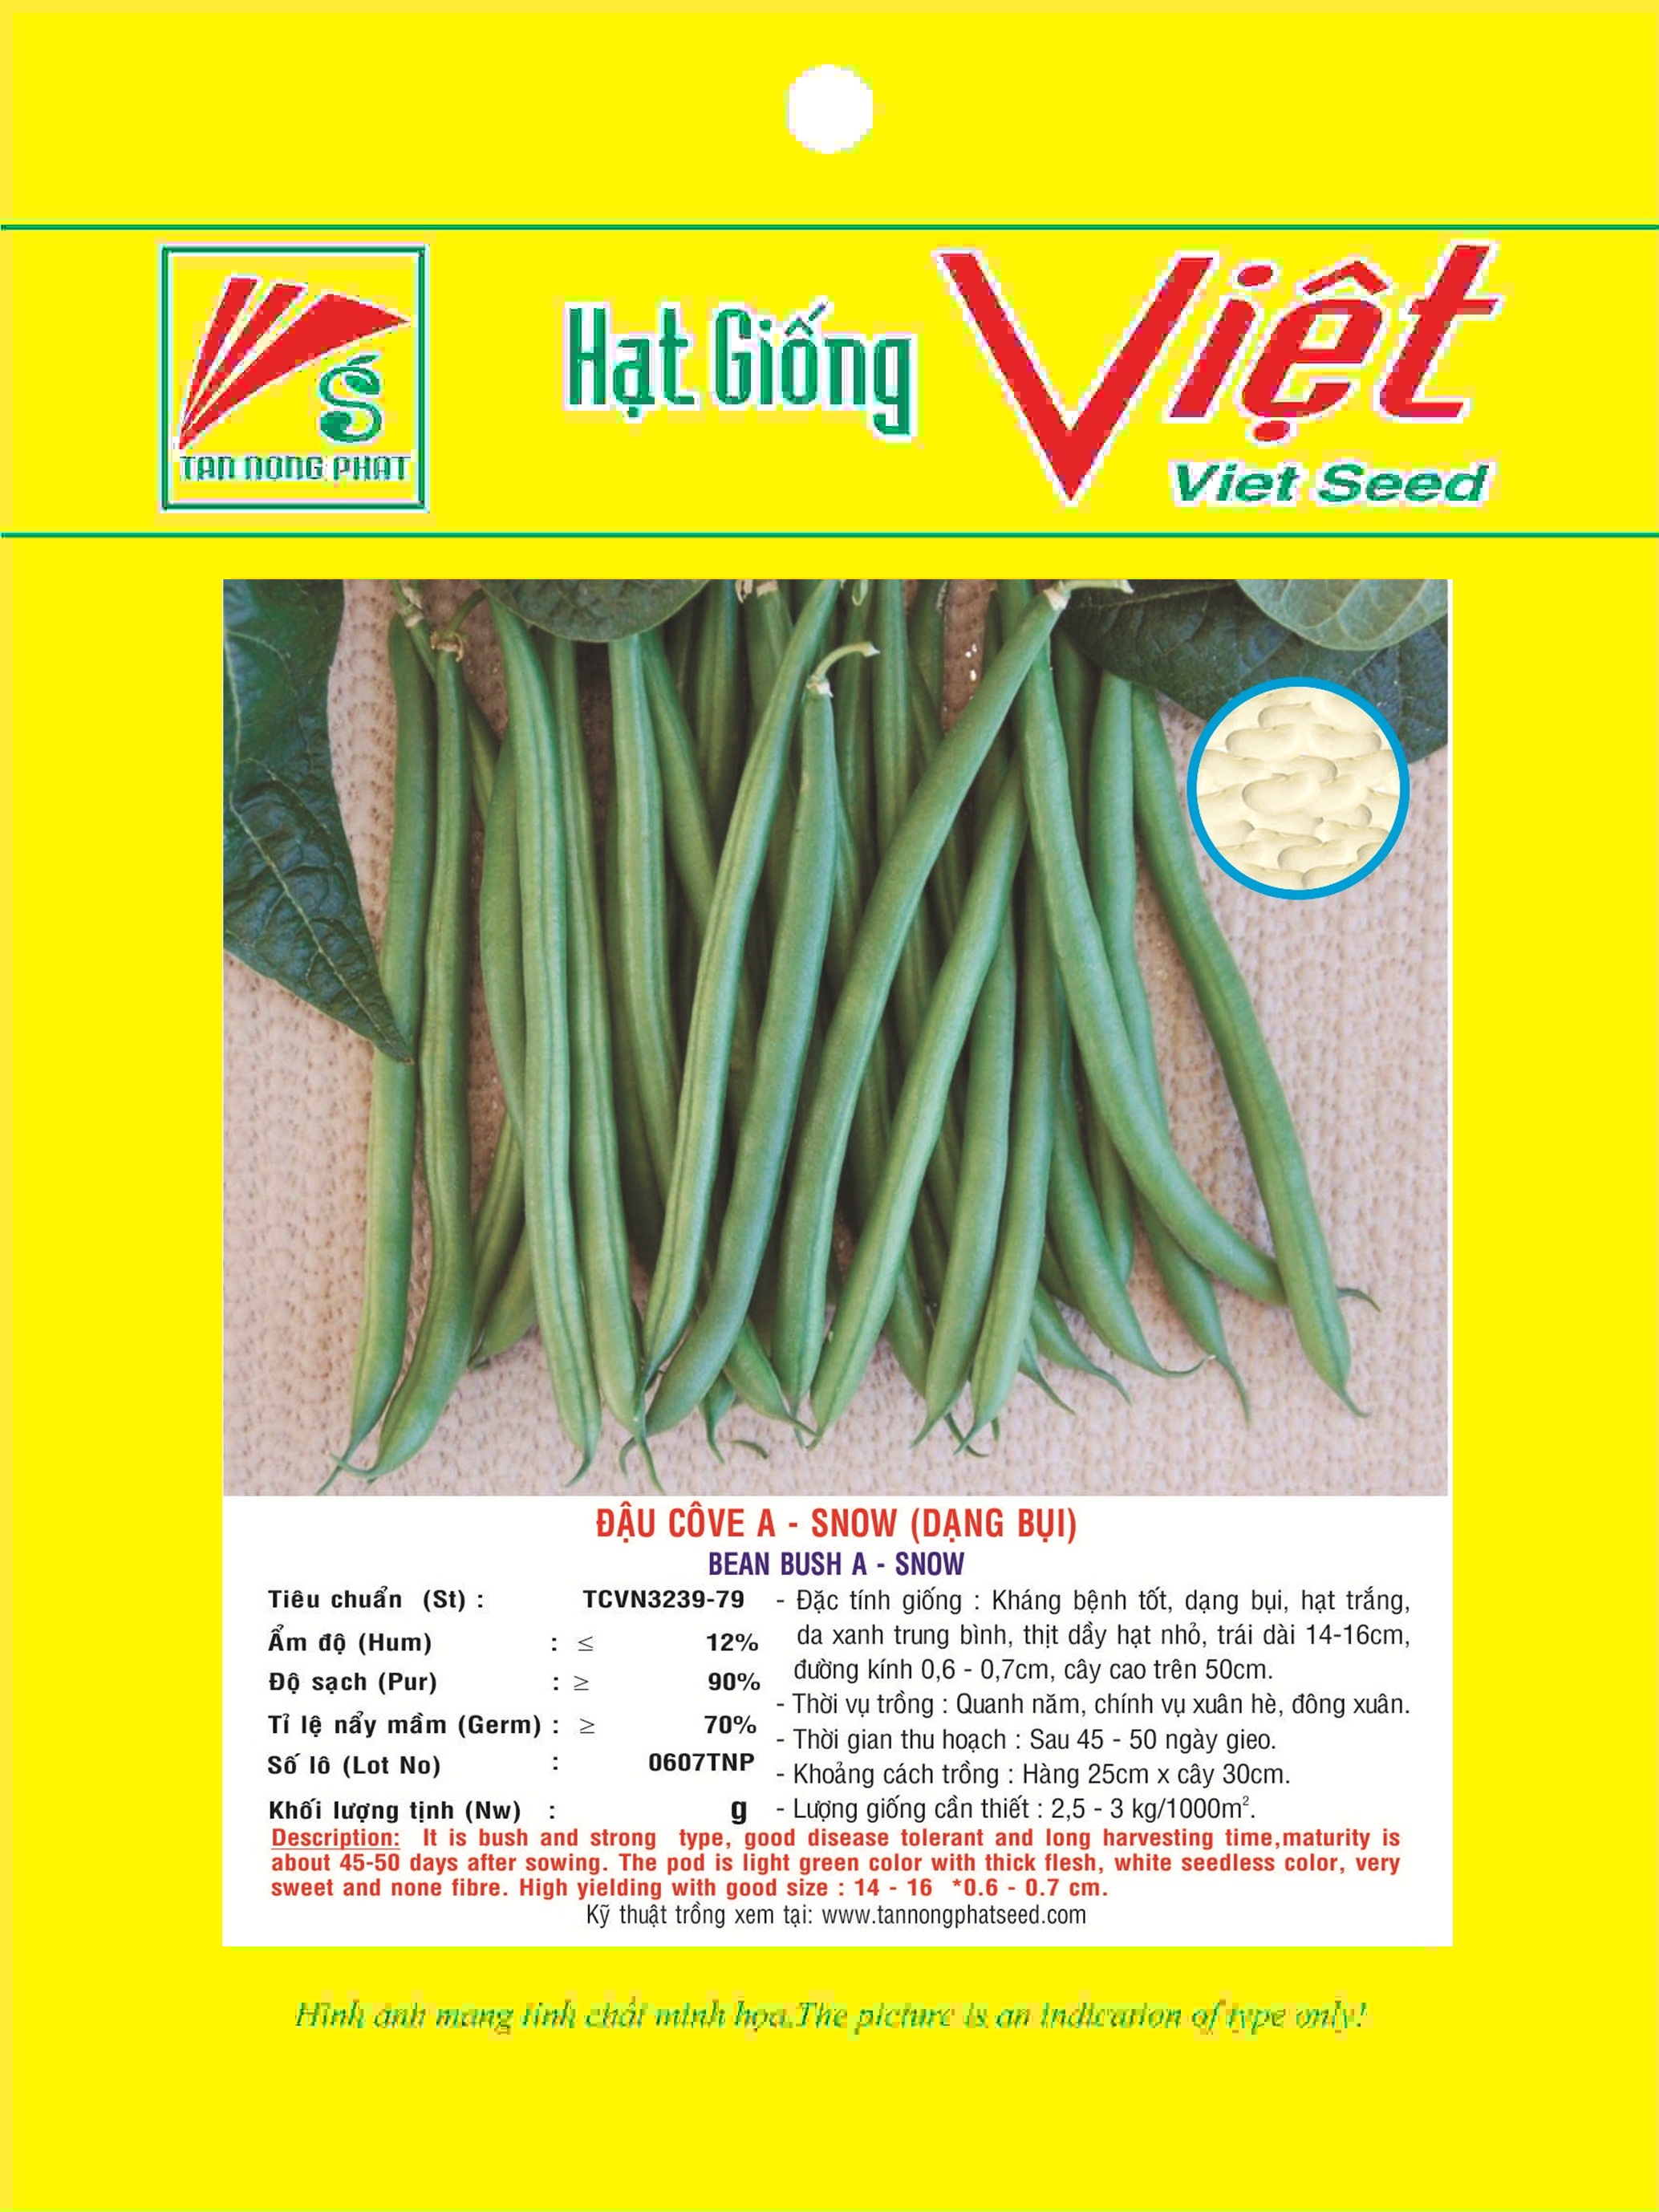 TAN NONG PHAT
Hạt Giống Việt
Viet Seed
ĐẬU CÔVE A - SNOW (DẠNG BỤI)
BEAN BUSH A - SNOW
Tiêu chuẩn (St) : TCVN3239-79
Ẩm độ (Hum) : ≤ 12%
Độ sạch (Pur) : ≥ 90%
Tỉ lệ nẩy mầm (Germ) : ≥ 70%
Số lô (Lot No) : 0607TNP
Khối lượng tịnh (Nw) : g
- Đặc tính giống : Kháng bệnh tốt, dạng bụi, hạt trắng,
da xanh trung bình, thịt dầy hạt nhỏ, trái dài 14-16cm,
đường kính 0,6 - 0,7cm, cây cao trên 50cm.
- Thời vụ trồng : Quanh năm, chính vụ xuân hè, đông xuân.
- Thời gian thu hoạch : Sau 45 - 50 ngày gieo.
- Khoảng cách trồng : Hàng 25cm x cây 30cm.
- Lượng giống cần thiết : 2,5 - 3 kg/1000m².
Description: It is bush and strong type, good disease tolerant and long harvesting time,maturity is
about 45-50 days after sowing. The pod is light green color with thick flesh, white seedless color, very
sweet and none fibre. High yielding with good size : 14 - 16 *0.6 - 0.7 cm.
Kỹ thuật trồng xem tại: www.tannongphatseed.com
Hình ảnh mang tính chất minh họa.The picture is an indication of type only!